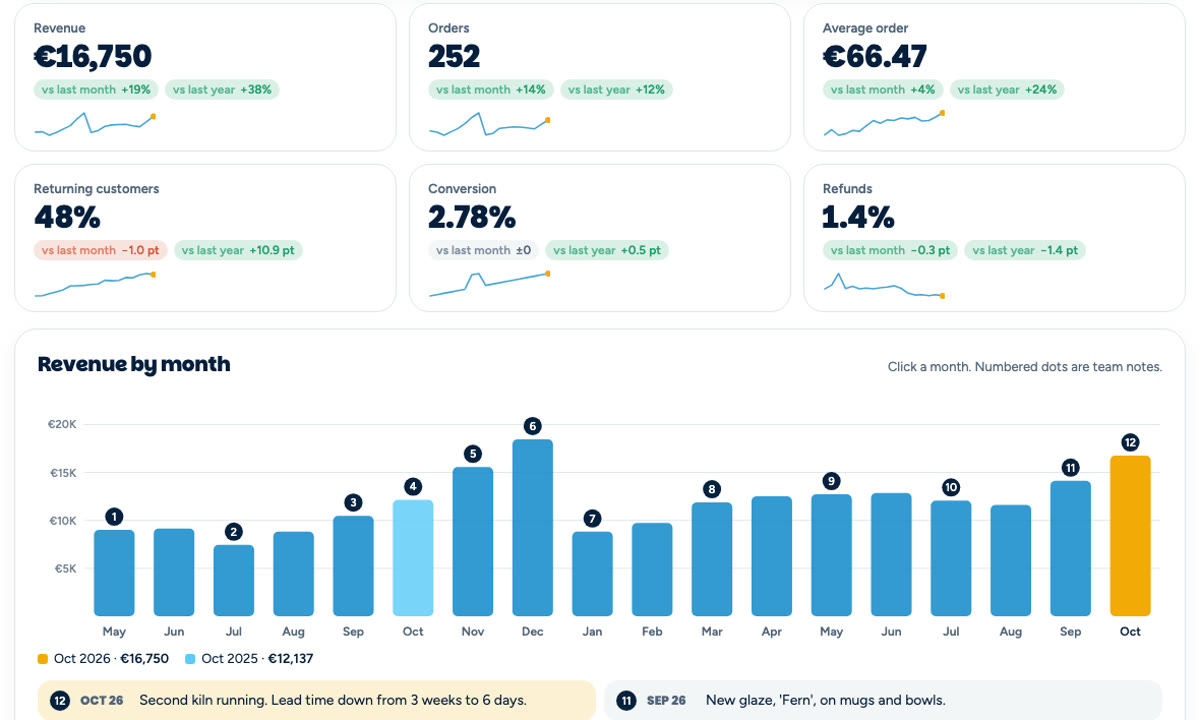 Revenue
€16,750
vs last month +19% vs last year +38%
Orders
252
vs last month +14% vs last year +12%
Average order
€66.47
vs last month +4% vs last year +24%
Returning customers
48%
vs last month −1.0 pt vs last year +10.9 pt
Conversion
2.78%
vs last month ±0 vs last year +0.5 pt
Refunds
1.4%
vs last month −0.3 pt vs last year −1.4 pt
Revenue by month
Click a month. Numbered dots are team notes.
€20K
€15K
€10K
€5K
1 2 3 4 5 6 7 8 9 10 11 12
May Jun Jul Aug Sep Oct Nov Dec Jan Feb Mar Apr May Jun Jul Aug Sep Oct
Oct 2026 · €16,750 Oct 2025 · €12,137
12 OCT 26 Second kiln running. Lead time down from 3 weeks to 6 days.
11 SEP 26 New glaze, 'Fern', on mugs and bowls.